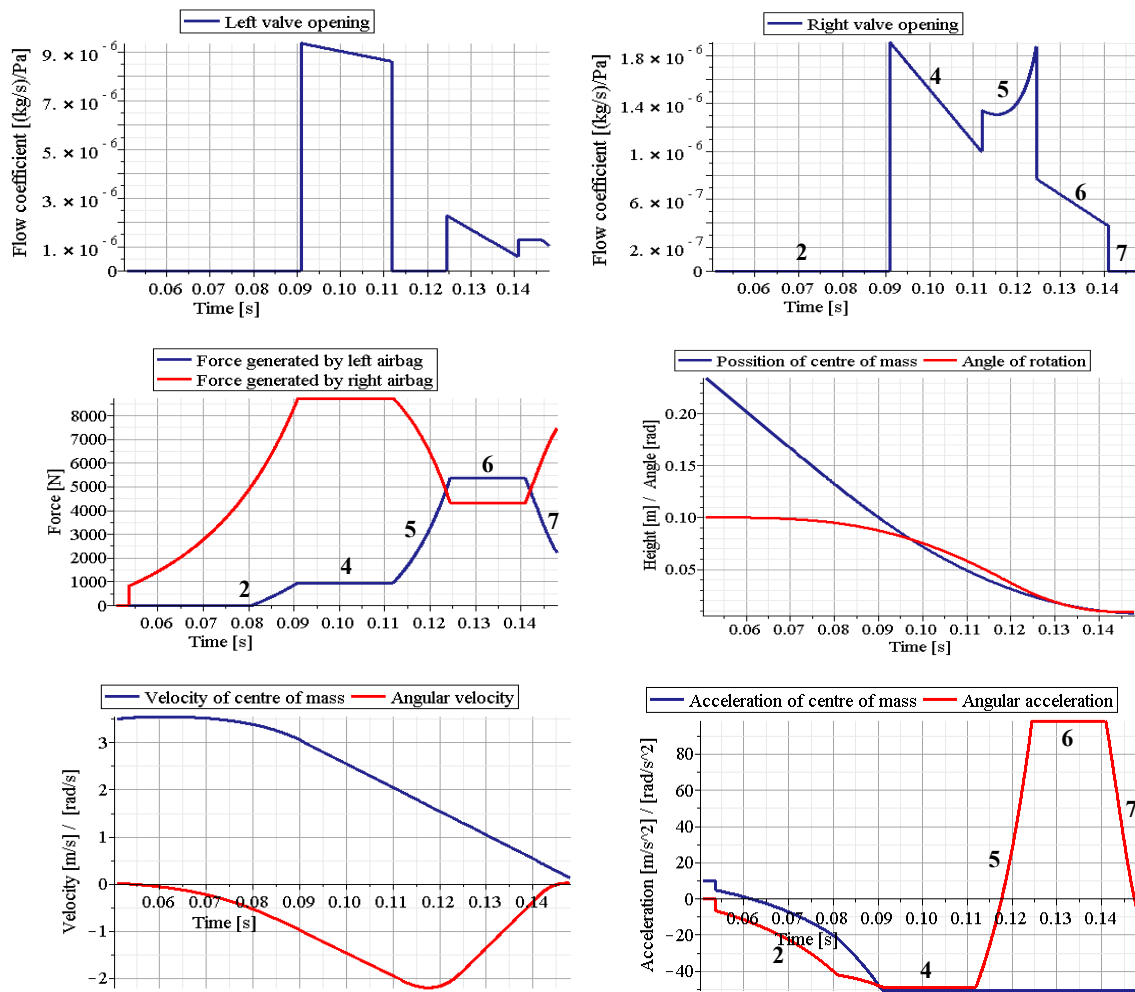 Left valve opening
Flow coefficient [(kg/s)/Pa]
9. × 10 -6
7. × 10 -6
5. × 10 -6
3. × 10 -6
1. × 10 -6
0
0.06 0.07 0.08 0.09 0.10 0.11 0.12 0.13 0.14
Time [s]
Right valve opening
Flow coefficient [(kg/s)/Pa]
1.8 × 10 -6
1.4 × 10 -6
1. × 10 -6
6. × 10 -7
2. × 10 -7
0
2 4 5 6 7
0.06 0.07 0.08 0.09 0.10 0.11 0.12 0.13 0.14
Time [s]
Force generated by left airbag
Force generated by right airbag
Force [N]
8000
7000
6000
5000
4000
3000
2000
1000
0
2 4 5 6 7
0.06 0.07 0.08 0.09 0.10 0.11 0.12 0.13 0.14
Time [s]
Possition of centre of mass Angle of rotation
Height [m] / Angle [rad]
0.20
0.15
0.10
0.05
0.06 0.07 0.08 0.09 0.10 0.11 0.12 0.13 0.14
Time [s]
Velocity of centre of mass Angular velocity
Velocity [m/s] / [rad/s]
3
2
1
0
-1
-2
0.06 0.07 0.08 0.09 0.10 0.11 0.12 0.13 0.14
Time [s]
Acceleration of centre of mass Angular acceleration
Acceleration [m/s^2] / [rad/s^2]
80
60
40
20
0
-20
-40
2 4 5 6 7
0.06 0.07 0.08 0.09 0.10 0.11 0.12 0.13 0.14
Time [s]